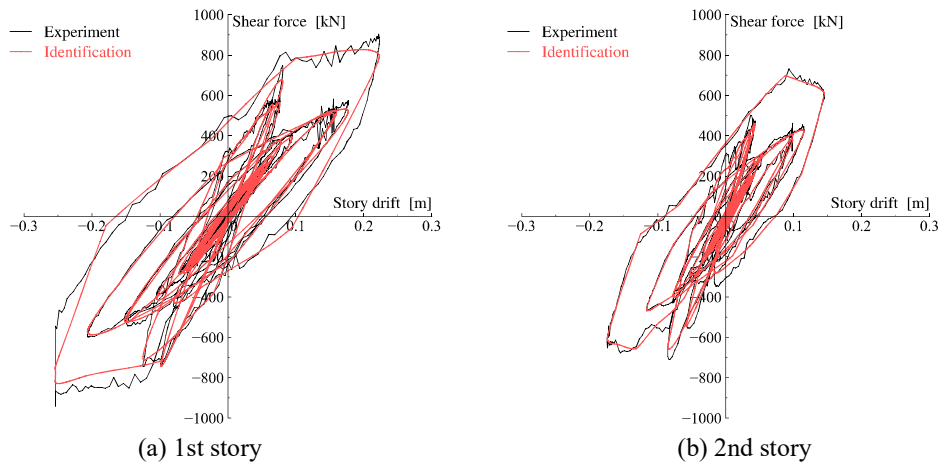 1000
Shear force [kN]
Experiment
Identification
800
600
400
200
Story drift [m]
−0.3 −0.2 −0.1 0 0.1 0.2 0.3
−200
−400
−600
−800
−1000
(a) 1st story
1000
Shear force [kN]
Experiment
Identification
800
600
400
200
Story drift [m]
−0.3 −0.2 −0.1 0 0.1 0.2 0.3
−200
−400
−600
−800
−1000
(b) 2nd story